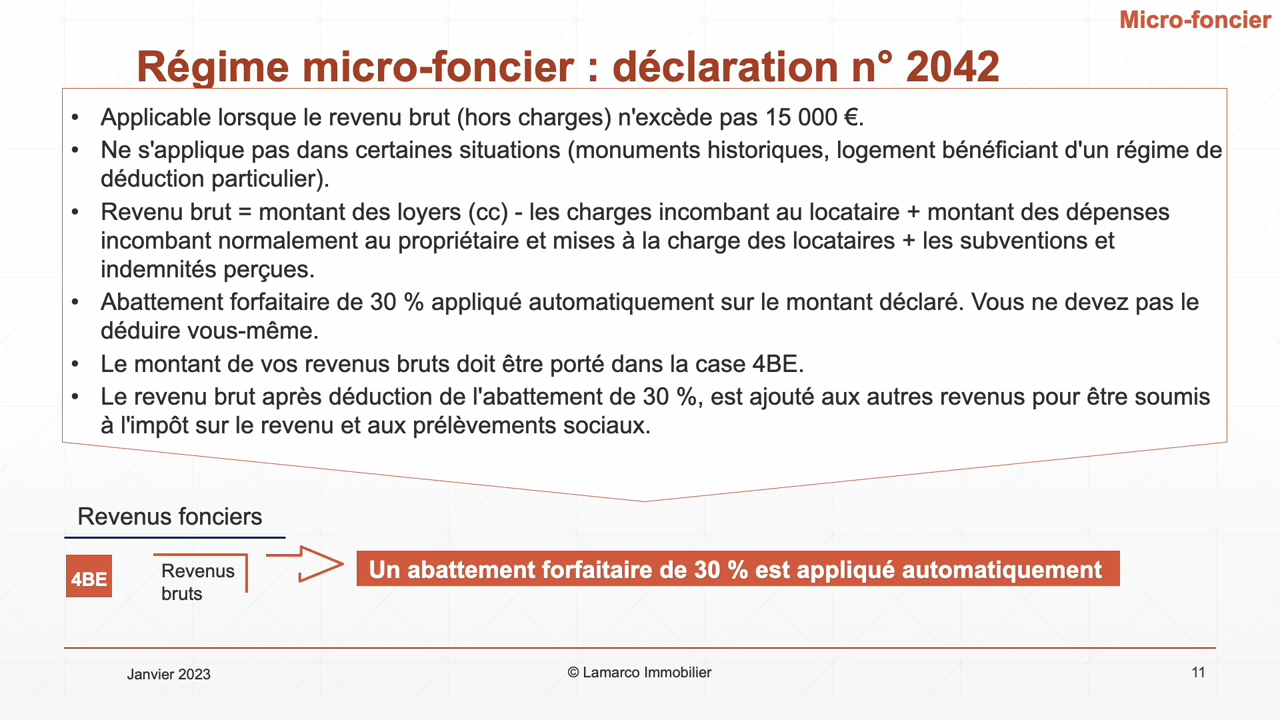 Micro-foncier
Régime micro-foncier : déclaration n° 2042
• Applicable lorsque le revenu brut (hors charges) n'excède pas 15 000 €.
• Ne s'applique pas dans certaines situations (monuments historiques, logement bénéficiant d'un régime de
déduction particulier).
• Revenu brut = montant des loyers (cc) - les charges incombant au locataire + montant des dépenses
incombant normalement au propriétaire et mises à la charge des locataires + les subventions et
indemnités perçues.
• Abattement forfaitaire de 30 % appliqué automatiquement sur le montant déclaré. Vous ne devez pas le
déduire vous-même.
• Le montant de vos revenus bruts doit être porté dans la case 4BE.
• Le revenu brut après déduction de l'abattement de 30 %, est ajouté aux autres revenus pour être soumis
à l'impôt sur le revenu et aux prélèvements sociaux.
Revenus fonciers
4BE
Revenus
bruts
Un abattement forfaitaire de 30 % est appliqué automatiquement
Janvier 2023
© Lamarco Immobilier
11